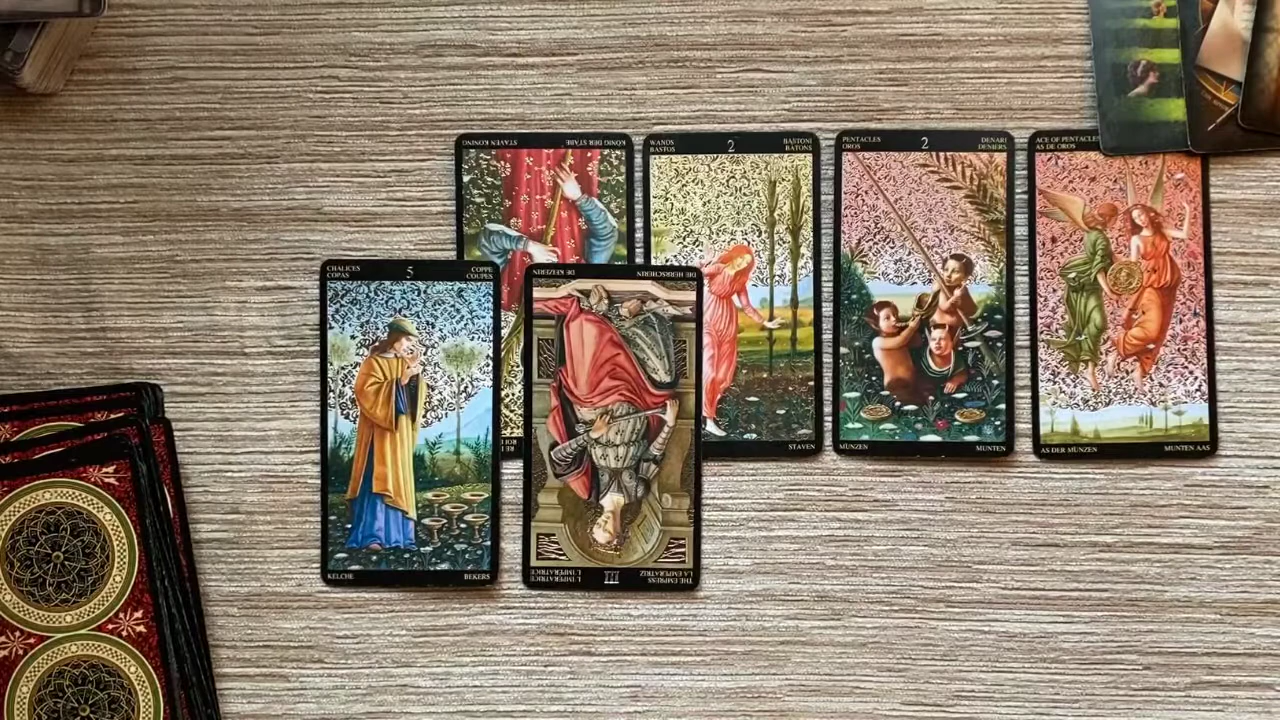 STAVEN KONING KÖNIG DER STÄBE
WANDS 2 BASTONI
BASTOS BATONS
PENTACLES 2 DENARI
OROS DENIERS
ACE OF PENTACLES
AS DE OROS
CHALICES 5 COPPE
COPAS COUPES
DE KEIZERIN DIE HERRSCHERIN
STAVEN
MÜNZEN MUNTEN
AS DER MÜNZEN MUNTEN AAS
KELCHE BEKERS
L'IMPERATRICE III THE EMPRESS
L'IMPERATRICE LA EMPERATRIZ